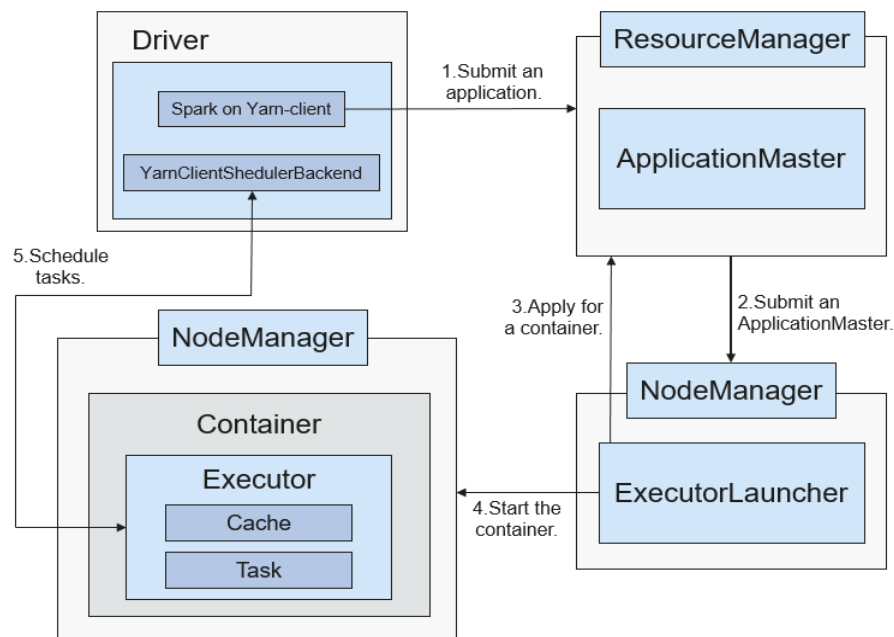 Driver
Spark on Yarn-client
YarnClientShedulerBackend
1.Submit an
application.
ResourceManager
ApplicationMaster
5.Schedule
tasks.
3.Apply for
a container.
2.Submit an
ApplicationMaster.
NodeManager
Container
Executor
Cache
Task
4.Start the
container.
NodeManager
ExecutorLauncher